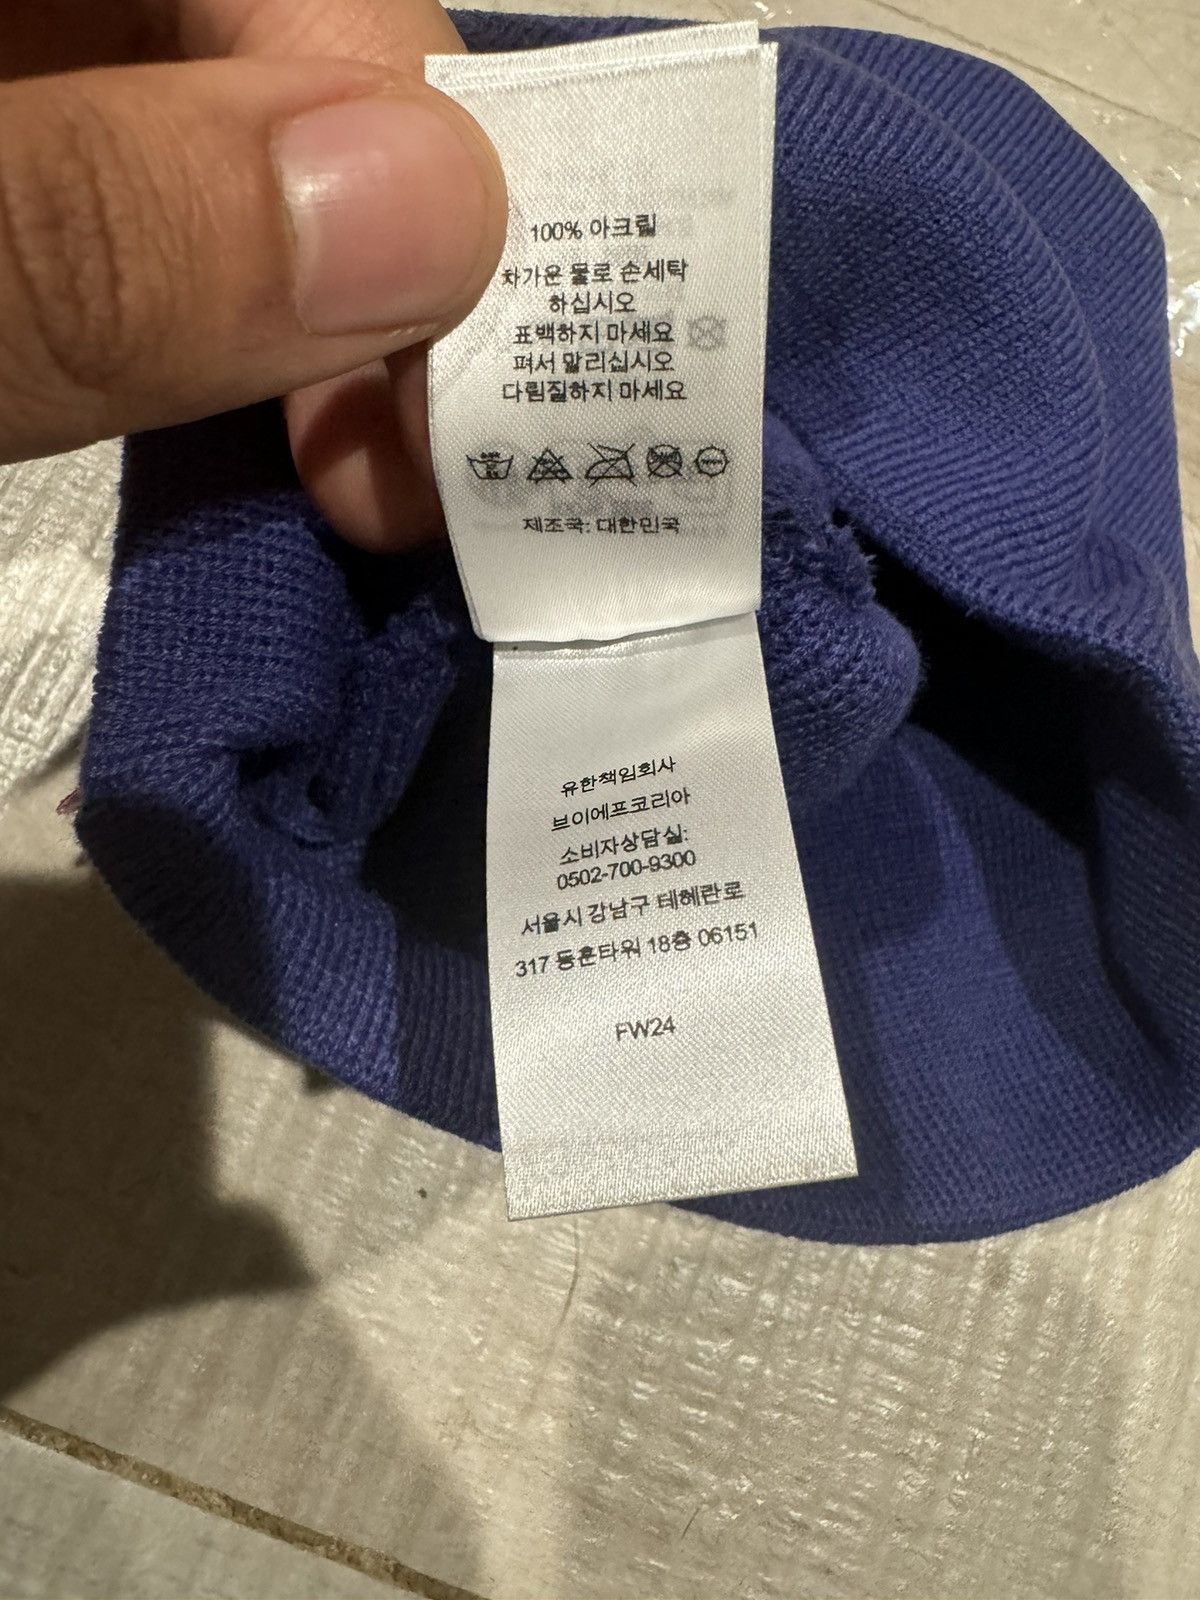 100% 아크릴
차가운 물로 손세탁
하십시오
표백하지 마세요
펴서 말리십시오
다림질하지 마세요
제조국: 대한민국
유한책임회사
브이에프코리아
소비자상담실:
0502-700-9300
서울시 강남구 테헤란로
317 동훈타워 18층 06151
FW24